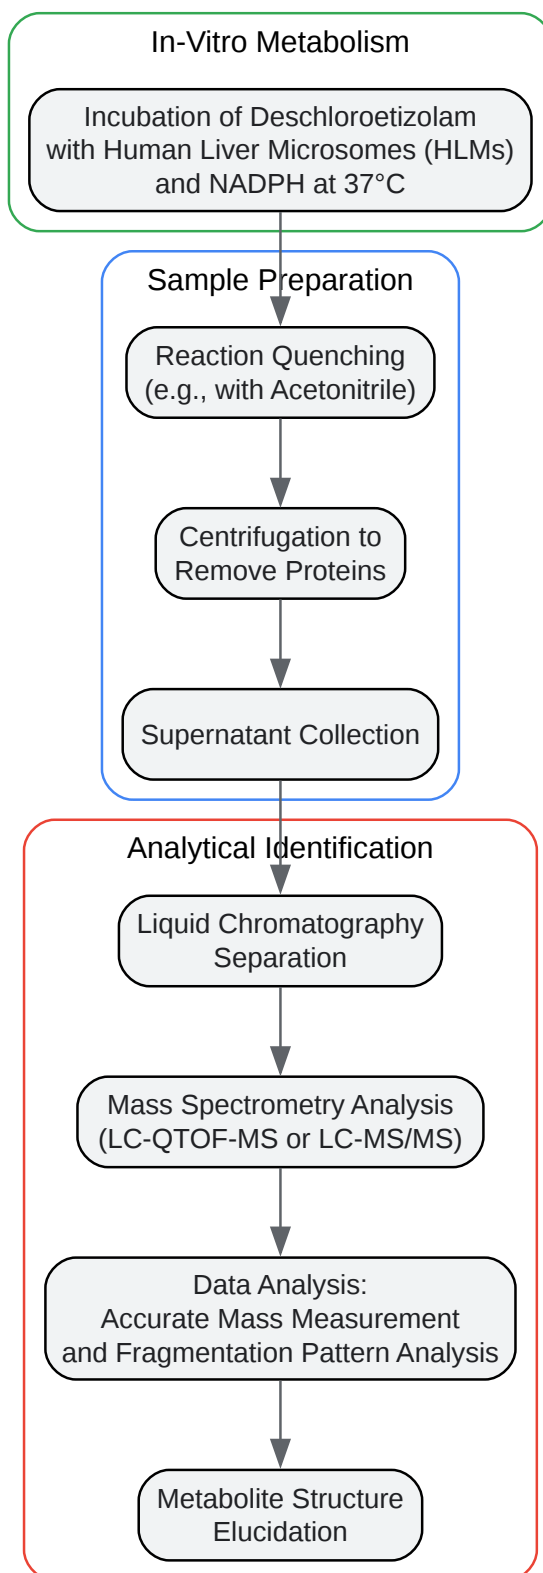 In-Vitro Metabolism
Incubation of Deschloroetizolam
with Human Liver Microsomes (HLMs)
and NADPH at 37°C
Sample Preparation
Reaction Quenching
(e.g., with Acetonitrile)
Centrifugation to
Remove Proteins
Supernatant Collection
Analytical Identification
Liquid Chromatography
Separation
Mass Spectrometry Analysis
(LC-QTOF-MS or LC-MS/MS)
Data Analysis:
Accurate Mass Measurement
and Fragmentation Pattern Analysis
Metabolite Structure
Elucidation